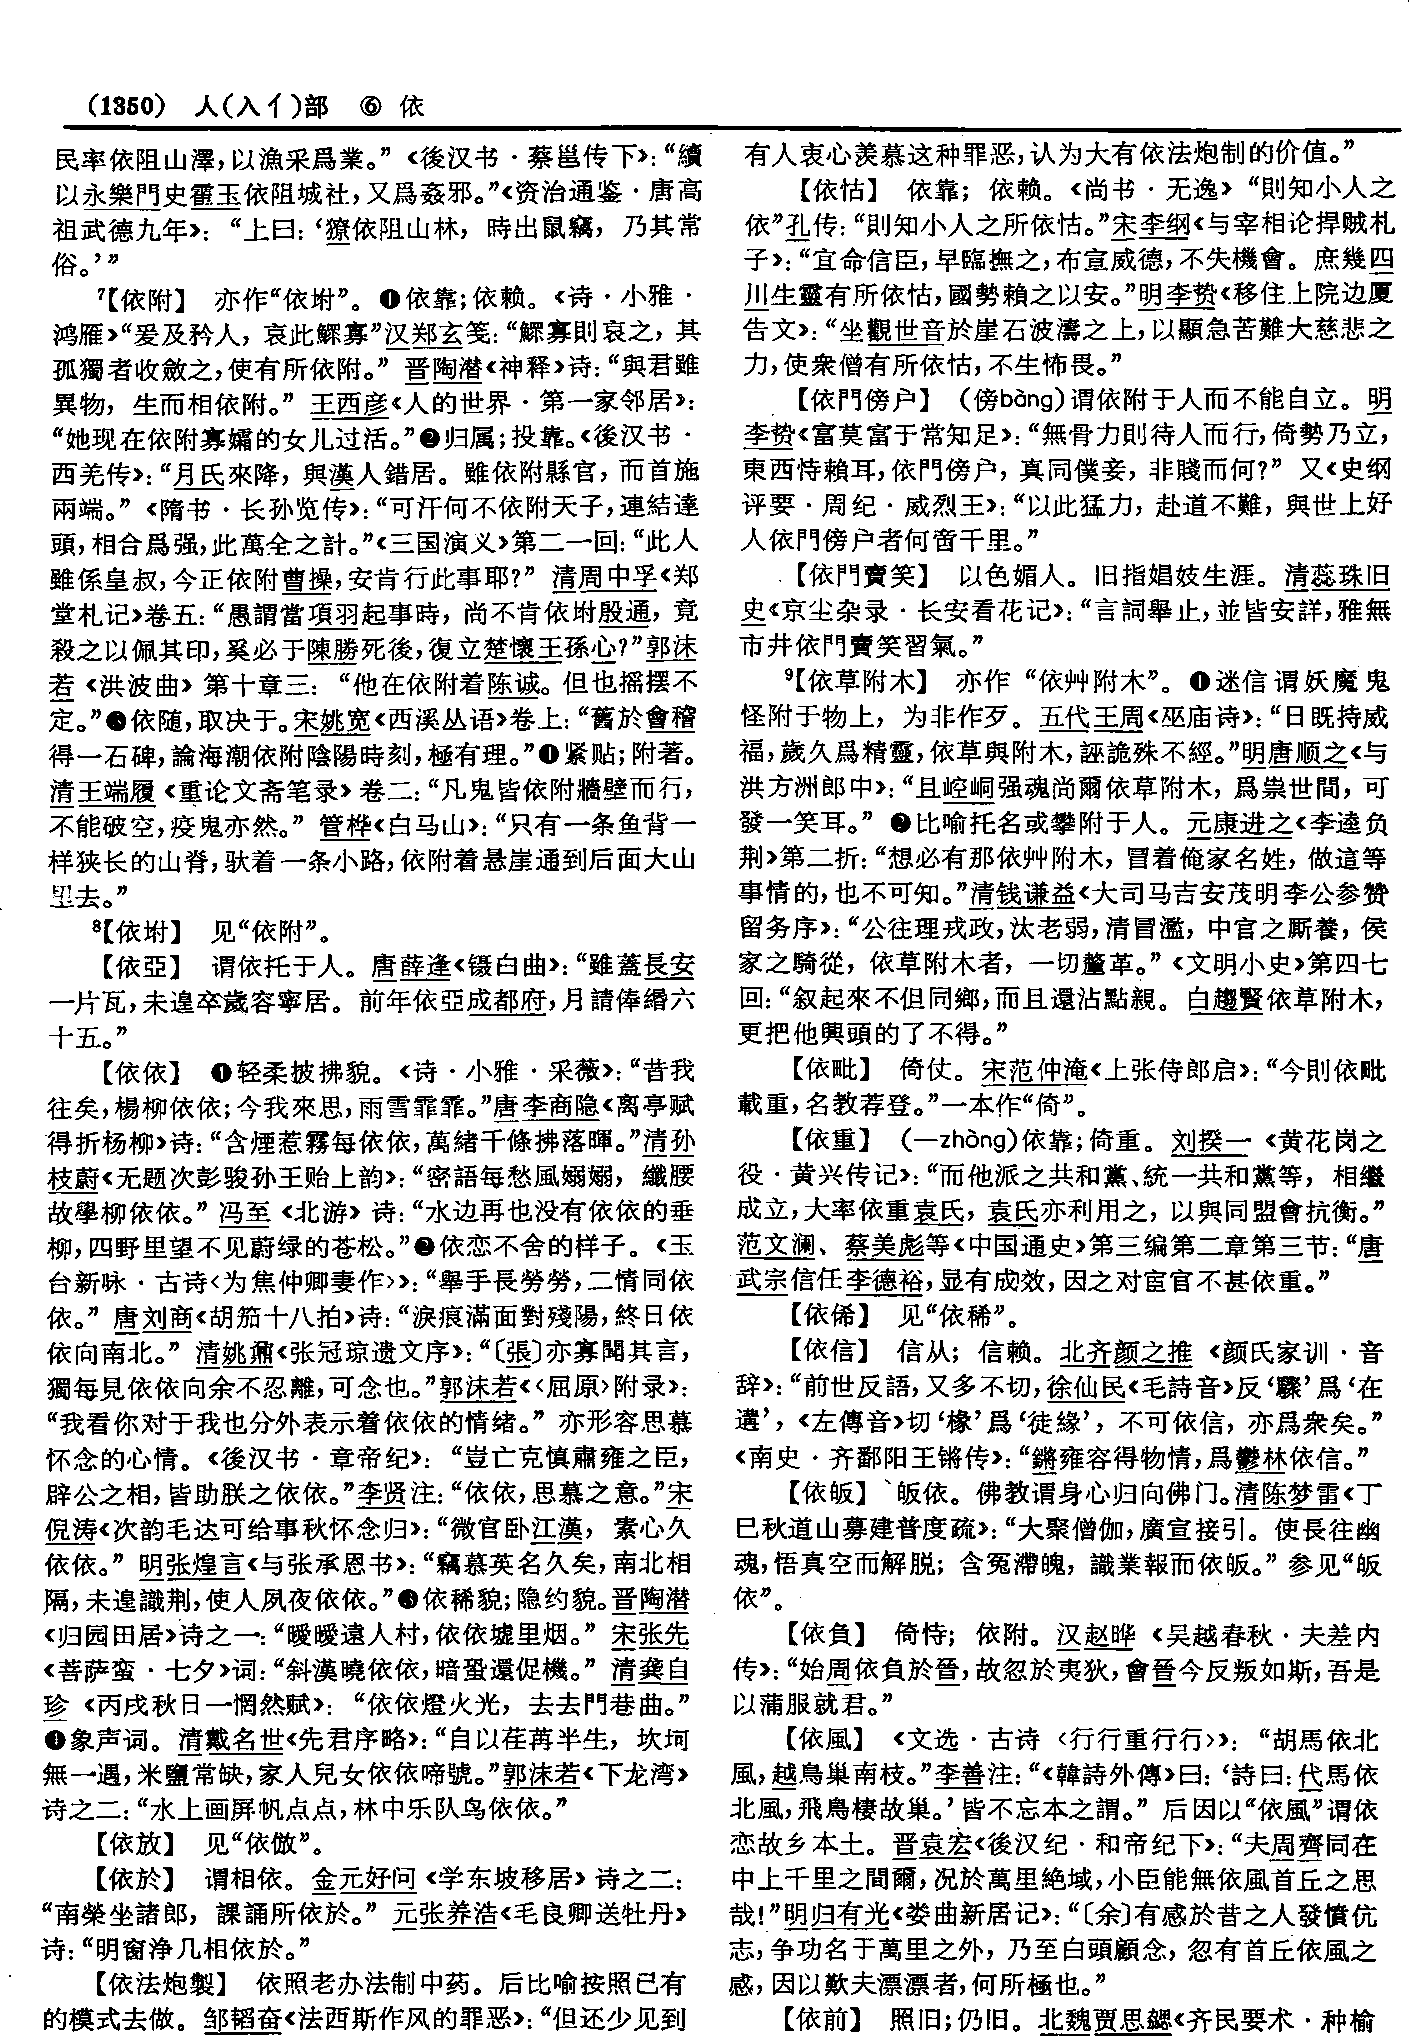 (1350) 人(入亻)部 ⑥ 依
民率依阻山澤，以漁采爲業。”《後汉书·蔡邕传下》：“續
以永樂門史霍玉依阻城社，又爲姦邪。”《资治通鉴·唐高
祖武德九年》：“上曰：‘獠依阻山林，時出鼠竊，乃其常
俗。’”
⁷【依附】 亦作“依坿”。❶依靠；依赖。《诗·小雅·
鸿雁》“爰及矜人，哀此鰥寡”汉郑玄笺：“鰥寡則哀之，其
孤獨者收斂之，使有所依附。” 晋陶潜《神释》诗：“與君雖
異物，生而相依附。” 王西彦《人的世界·第一家邻居》：
“她现在依附寡孀的女儿过活。”❷归属；投靠。《後汉书·
西羌传》：“月氏來降，與漢人錯居。雖依附縣官，而首施
兩端。”《隋书·长孙览传》：“可汗何不依附天子，連結達
頭，相合爲强，此萬全之計。”《三国演义》第二一回：“此人
雖係皇叔，今正依附曹操，安肯行此事耶？” 清周中孚《郑
堂札记》卷五：“愚謂當項羽起事時，尚不肯依坿殷通，竟
殺之以佩其印，奚必于陳勝死後，復立楚懷王孫心？”郭沫
若《洪波曲》第十章三：“他在依附着陈诚。但也摇摆不
定。”❸依随，取决于。宋姚宽《西溪丛语》卷上：“舊於會稽
得一石碑，論海潮依附陰陽時刻，極有理。”❹紧贴；附著。
清王端履《重论文斋笔录》卷二：“凡鬼皆依附牆壁而行，
不能破空，疫鬼亦然。” 管桦《白马山》：“只有一条鱼背一
样狭长的山脊，驮着一条小路，依附着悬崖通到后面大山
里去。”
⁸【依坿】 见“依附”。
【依亞】 谓依托于人。唐薛逢《镊白曲》：“雖蓋長安
一片瓦，未遑卒歲容寧居。前年依亞成都府，月請俸緡六
十五。”
【依依】 ❶轻柔披拂貌。《诗·小雅·采薇》：“昔我
往矣，楊柳依依；今我來思，雨雪霏霏。”唐李商隐《离亭赋
得折杨柳》诗：“含煙惹霧每依依，萬緒千條拂落暉。”清孙
枝蔚《无题次彭骏孙王贻上韵》：“密語每愁風嫋嫋，纖腰
故學柳依依。” 冯至《北游》诗：“水边再也没有依依的垂
柳，四野里望不见蔚绿的苍松。”❷依恋不舍的样子。《玉
台新咏·古诗〈为焦仲卿妻作〉》：“舉手長勞勞，二情同依
依。” 唐刘商《胡笳十八拍》诗：“淚痕滿面對殘陽，終日依
依向南北。” 清姚鼐《张冠琼遗文序》：“〔張〕亦寡聞其言，
獨每見依依向余不忍離，可念也。”郭沫若《〈屈原〉附录》：
“我看你对于我也分外表示着依依的情绪。” 亦形容思慕
怀念的心情。《後汉书·章帝纪》：“豈亡克慎肅雍之臣，
辟公之相，皆助朕之依依。”李贤注：“依依，思慕之意。”宋
倪涛《次韵毛达可给事秋怀念归》：“微官卧江漢，素心久
依依。” 明张煌言《与张承恩书》：“竊慕英名久矣，南北相
隔，未遑識荆，使人夙夜依依。”❸依稀貌；隐约貌。晋陶潜
《归园田居》诗之一：“曖曖遠人村，依依墟里烟。” 宋张先
《菩萨蛮·七夕》词：“斜漢曉依依，暗蛩還促機。” 清龚自
珍《丙戌秋日一惘然赋》：“依依燈火光，去去門巷曲。”
❹象声词。清戴名世《先君序略》：“自以荏苒半生，坎坷
無一遇，米鹽常缺，家人兒女依依啼號。”郭沫若《下龙湾》
诗之二：“水上画屏帆点点，林中乐队鸟依依。”
【依放】 见“依倣”。
【依於】 谓相依。金元好问《学东坡移居》诗之二：
“南榮坐諸郎，課誦所依於。” 元张养浩《毛良卿送牡丹》
诗：“明窗净几相依於。”
【依法炮製】 依照老办法制中药。后比喻按照已有
的模式去做。邹韬奋《法西斯作风的罪恶》：“但还少见到
有人衷心羡慕这种罪恶，认为大有依法炮制的价值。”
【依怙】 依靠；依赖。《尚书·无逸》“則知小人之
依”孔传：“則知小人之所依怙。”宋李纲《与宰相论捍贼札
子》：“宜命信臣，早臨撫之，布宣威德，不失機會。庶幾四
川生靈有所依怙，國勢賴之以安。”明李贽《移住上院边厦
告文》：“坐觀世音於崖石波濤之上，以顯急苦難大慈悲之
力，使衆僧有所依怙，不生怖畏。”
【依門傍户】 （傍bàng）谓依附于人而不能自立。明
李贽《富莫富于常知足》：“無骨力則待人而行，倚勢乃立，
東西恃賴耳，依門傍户，真同僕妾，非賤而何？” 又《史纲
评要·周纪·威烈王》：“以此猛力，赴道不難，與世上好
人依門傍户者何啻千里。”
【依門賣笑】 以色媚人。旧指娼妓生涯。清蕊珠旧
史《京尘杂录·长安看花记》：“言詞舉止，並皆安詳，雅無
市井依門賣笑習氣。”
⁹【依草附木】 亦作“依艸附木”。❶迷信谓妖魔鬼
怪附于物上，为非作歹。五代王周《巫庙诗》：“日既持威
福，歲久爲精靈，依草與附木，誣詭殊不經。”明唐顺之《与
洪方洲郎中》：“且崆峒强魂尚爾依草附木，爲祟世間，可
發一笑耳。” ❷比喻托名或攀附于人。元康进之《李逵负
荆》第二折：“想必有那依艸附木，冒着俺家名姓，做這等
事情的，也不可知。”清钱谦益《大司马吉安茂明李公参赞
留务序》：“公往理戎政，汰老弱，清冒濫，中官之厮養，侯
家之騎從，依草附木者，一切釐革。”《文明小史》第四七
回：“叙起來不但同鄉，而且還沾點親。白趨賢依草附木，
更把他興頭的了不得。”
【依毗】 倚仗。宋范仲淹《上张侍郎启》：“今則依毗
載重，名教荐登。”一本作“倚”。
【依重】 （—zhòng）依靠；倚重。刘揆一《黄花岗之
役·黄兴传记》：“而他派之共和黨、統一共和黨等，相繼
成立，大率依重袁氏，袁氏亦利用之，以與同盟會抗衡。”
范文澜、蔡美彪等《中国通史》第三编第二章第三节：“唐
武宗信任李德裕，显有成效，因之对宦官不甚依重。”
【依俙】 见“依稀”。
【依信】 信从；信赖。北齐颜之推《颜氏家训·音
辞》：“前世反語，又多不切，徐仙民《毛詩音》反‘驟’爲‘在
遘’，《左傳音》切‘椽’爲‘徒緣’，不可依信，亦爲衆矣。”
《南史·齐鄱阳王锵传》：“鏘雍容得物情，爲鬱林依信。”
【依皈】 皈依。佛教谓身心归向佛门。清陈梦雷《丁
巳秋道山募建普度疏》：“大聚僧伽，廣宣接引。使長往幽
魂，悟真空而解脱；含冤滯魄，識業報而依皈。”参见“皈
依”。
【依負】 倚恃；依附。汉赵晔《吴越春秋·夫差内
传》：“始周依負於晉，故忽於夷狄，會晉今反叛如斯，吾是
以蒲服就君。”
【依風】 《文选·古诗〈行行重行行〉》：“胡馬依北
風，越鳥巢南枝。”李善注：“《韓詩外傳》曰：‘詩曰：代馬依
北風，飛鳥棲故巢。’皆不忘本之謂。” 后因以“依風”谓依
恋故乡本土。晋袁宏《後汉纪·和帝纪下》：“夫周齊同在
中土千里之間爾，况於萬里絶域，小臣能無依風首丘之思
哉！”明归有光《娄曲新居记》：“〔余〕有感於昔之人發憤伉
志，争功名于萬里之外，乃至白頭顧念，忽有首丘依風之
感，因以歎夫漂漂者，何所極也。”
【依前】 照旧；仍旧。北魏贾思勰《齐民要术·种榆